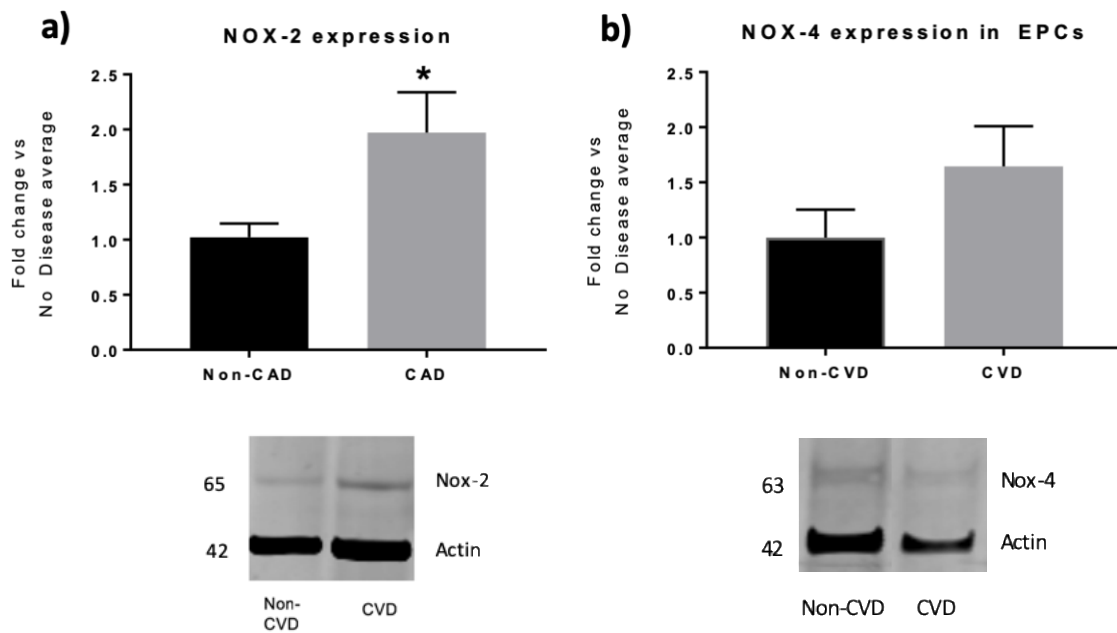 a)
NOX-2 expression
Fold change vs
No Disease average
2.5
2.0
1.5
1.0
0.5
0.0
*
Non-CAD
CAD
65
Nox-2
42
Actin
Non-
CVD
CVD
b)
NOX-4 expression in EPCs
Fold change vs
No Disease average
2.5
2.0
1.5
1.0
0.5
0.0
Non-CVD
CVD
63
Nox-4
42
Actin
Non-CVD
CVD